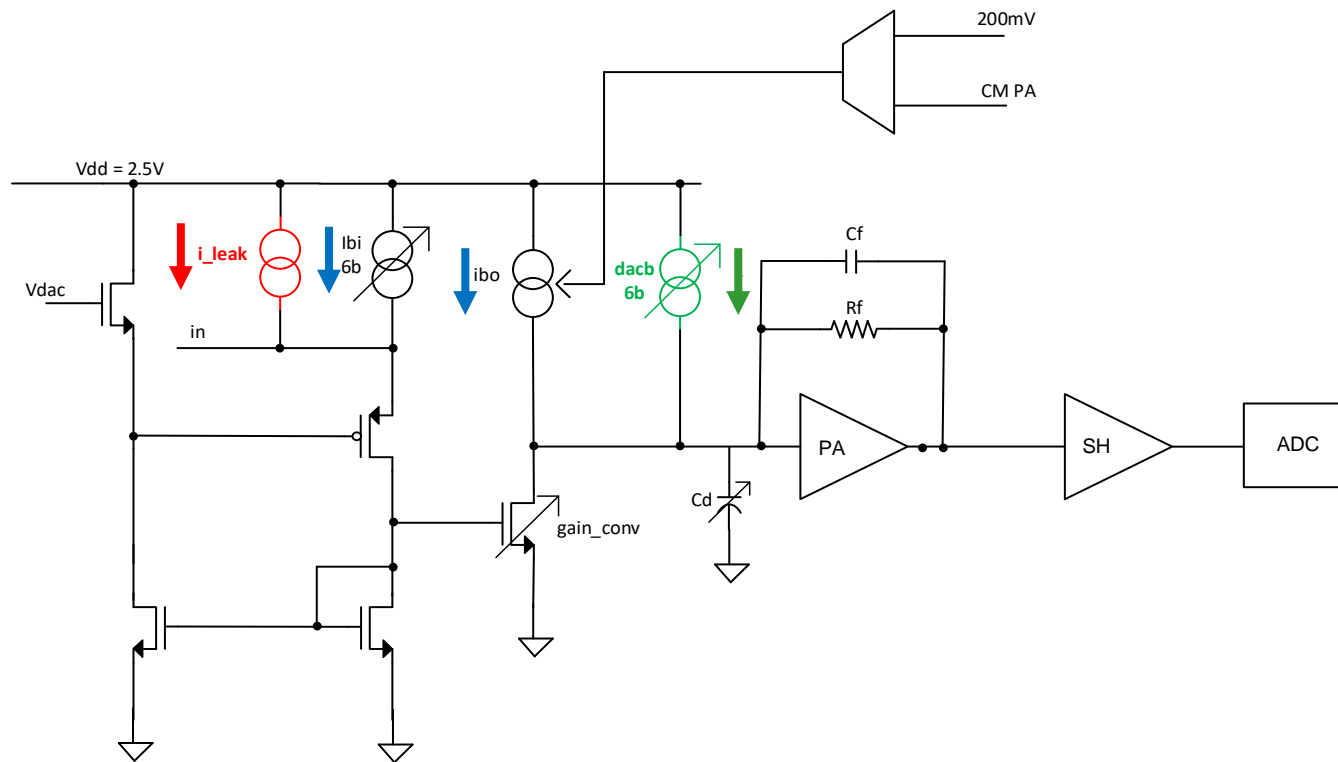 200mV
CM PA
Vdd = 2.5V
i_leak
Ibi
6b
ibo
dacb
6b
Cf
Rf
Vdac
in
PA
SH
ADC
Cd
gain_conv